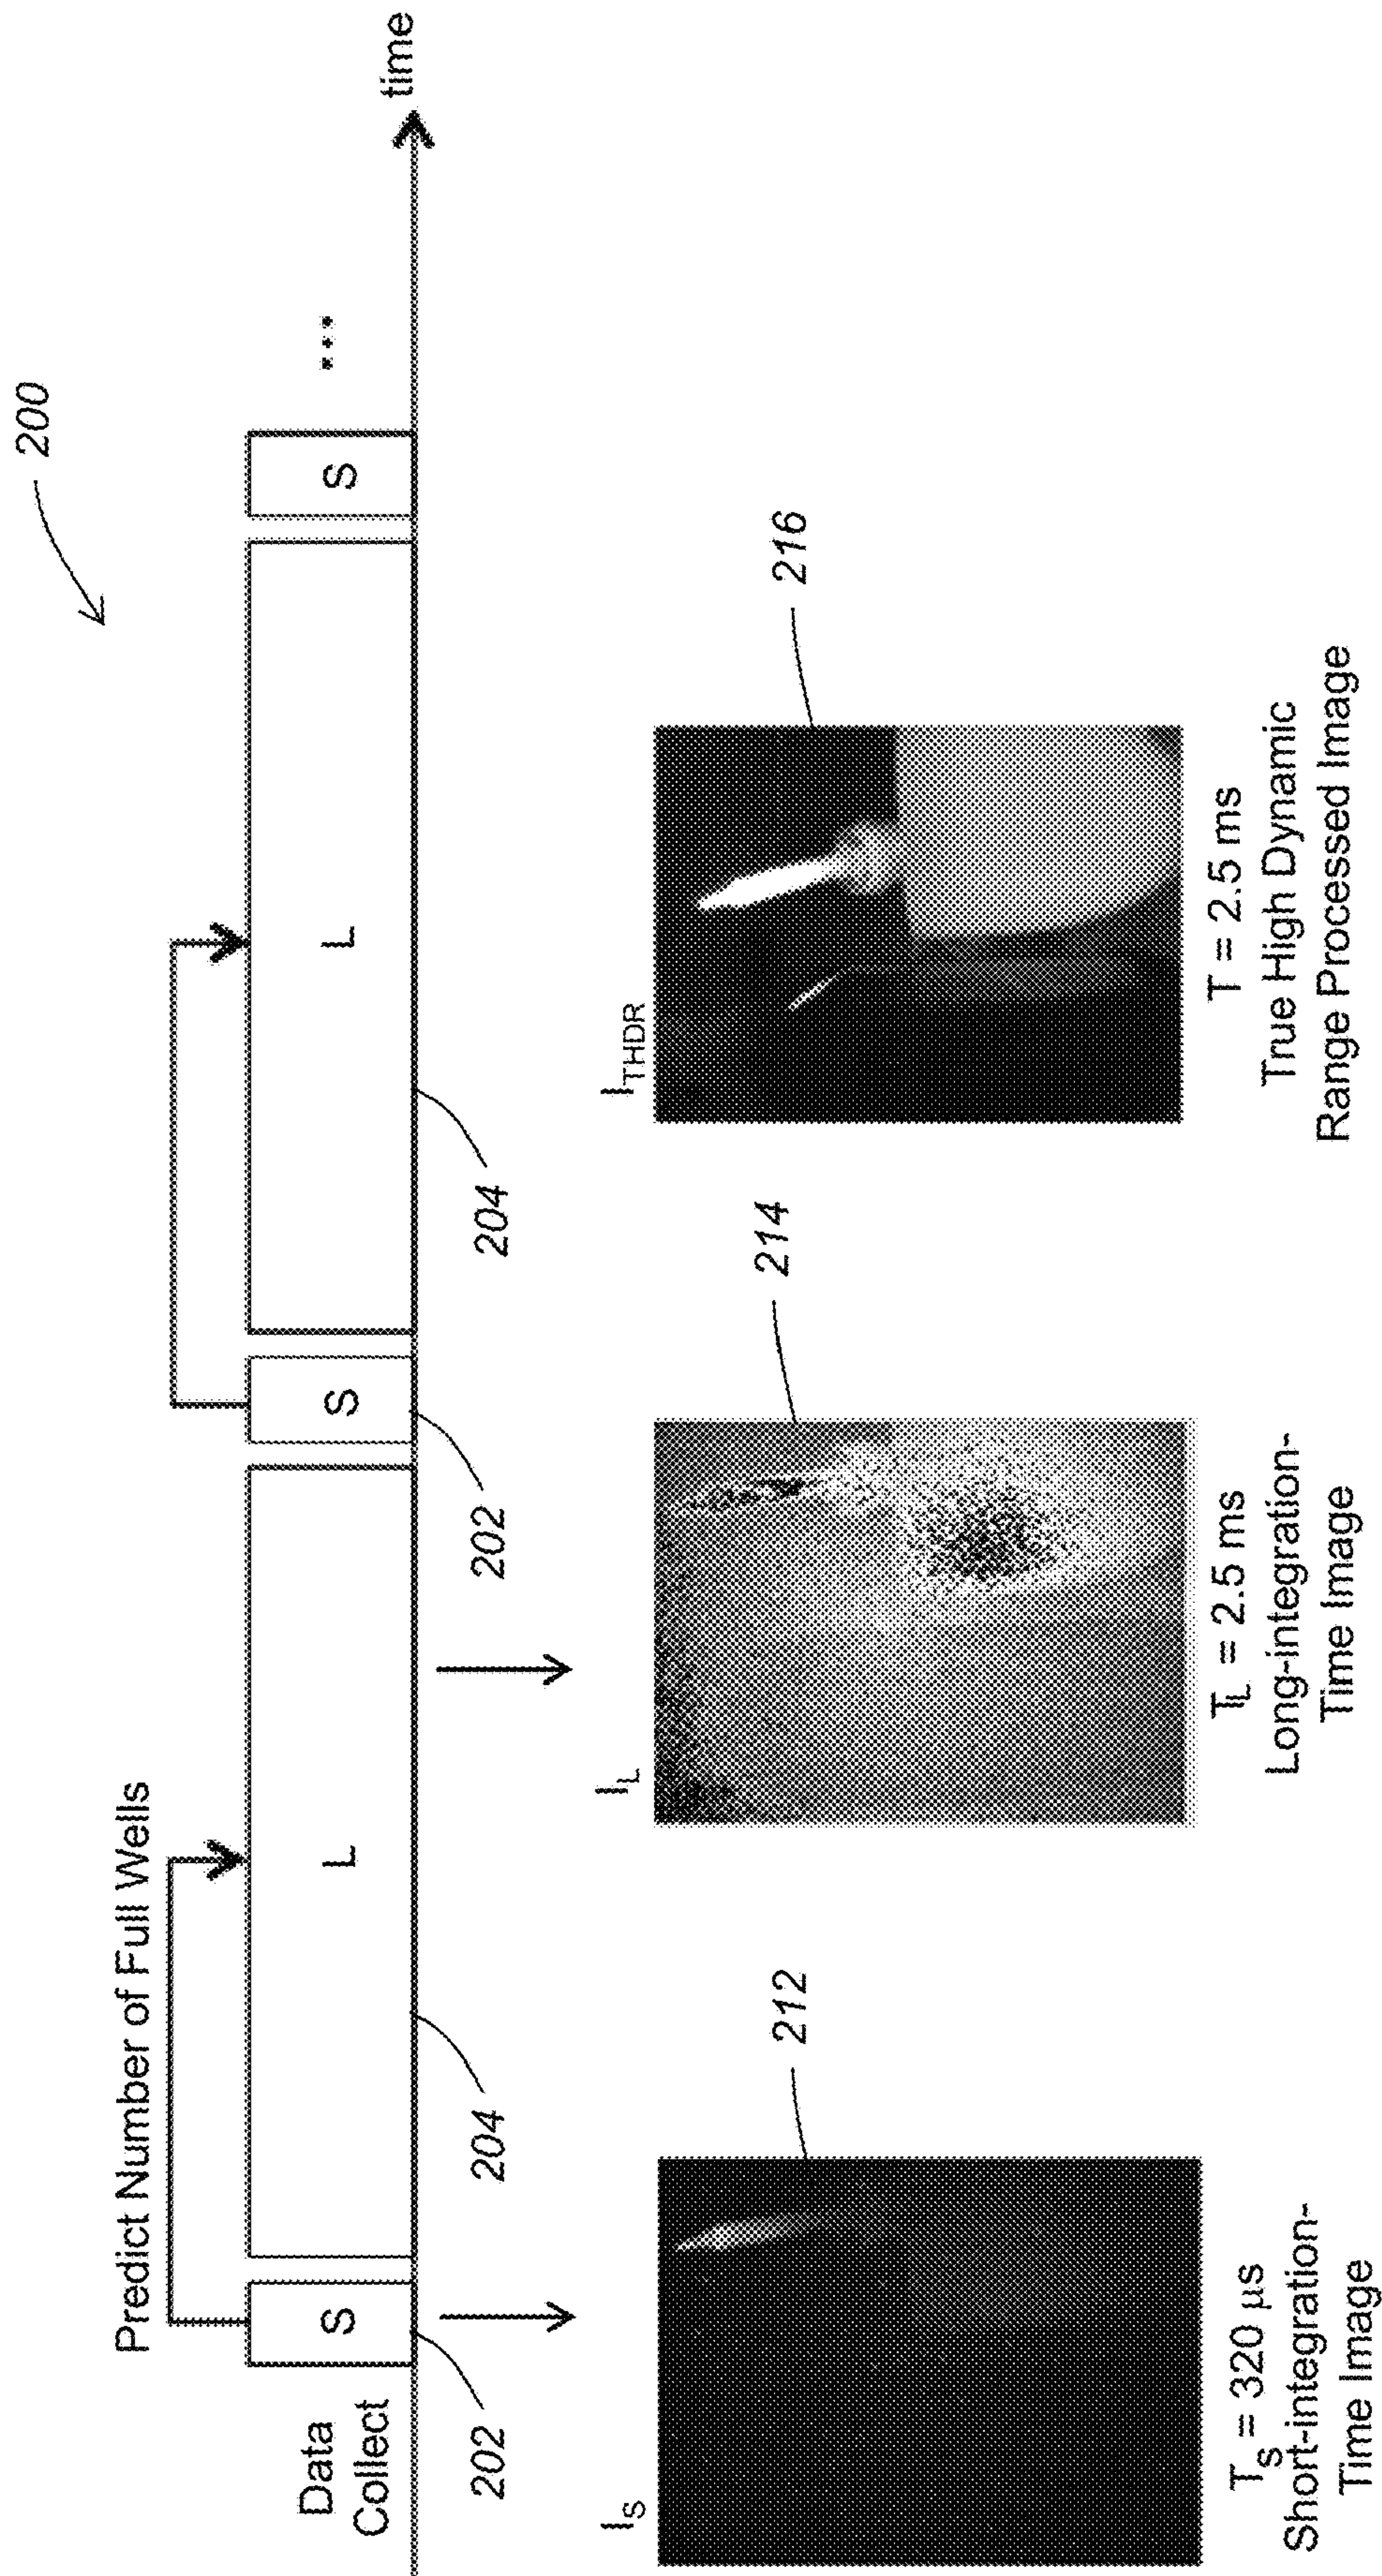 200
Predict Number of Full Wells
Data
Collect
S
L
S
L
S
...
time
202
204
202
204
I_S
I_L
I_THDR
212
214
216
T_S = 320 μs
Short-integration-
Time Image
T_L = 2.5 ms
Long-integration-
Time Image
T = 2.5 ms
True High Dynamic
Range Processed Image